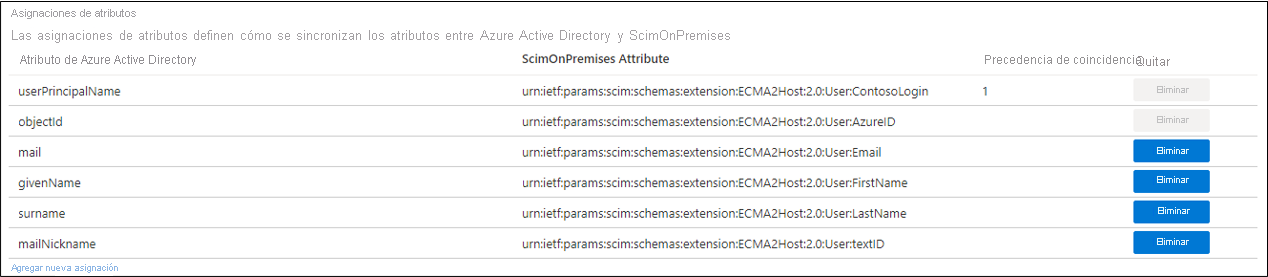 Asignaciones de atributos
Las asignaciones de atributos definen cómo se sincronizan los atributos entre Azure Active Directory y ScimOnPremises
Atributo de Azure Active Directory ScimOnPremises Attribute Precedencia de coincidencia Quitar
userPrincipalName urn:ietf:params:scim:schemas:extension:ECMA2Host:2.0:User:ContosoLogin 1 Eliminar
objectId urn:ietf:params:scim:schemas:extension:ECMA2Host:2.0:User:AzureID Eliminar
mail urn:ietf:params:scim:schemas:extension:ECMA2Host:2.0:User:Email Eliminar
givenName urn:ietf:params:scim:schemas:extension:ECMA2Host:2.0:User:FirstName Eliminar
surname urn:ietf:params:scim:schemas:extension:ECMA2Host:2.0:User:LastName Eliminar
mailNickname urn:ietf:params:scim:schemas:extension:ECMA2Host:2.0:User:textID Eliminar
Agregar nueva asignación